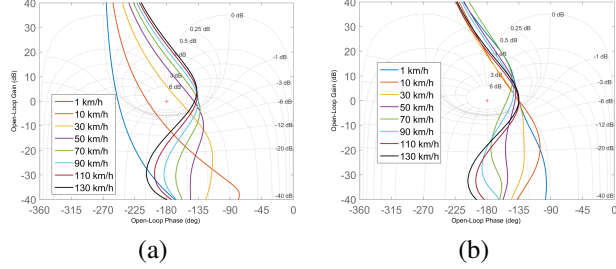 40
30
20
10
0
-10
-20
-30
-40
Open-Loop Gain (dB)
-360
-315
-270
-225
-180
-135
-90
-45
0
Open-Loop Phase (deg)
0 dB
0.25 dB
0.5 dB
1 dB
3 dB
6 dB
-1 dB
-3 dB
-6 dB
-12 dB
-20 dB
-40 dB
1 km/h
10 km/h
30 km/h
50 km/h
70 km/h
90 km/h
110 km/h
130 km/h
(a)
40
30
20
10
0
-10
-20
-30
-40
Open-Loop Gain (dB)
-360
-315
-270
-225
-180
-135
-90
-45
0
Open-Loop Phase (deg)
0 dB
0.25 dB
0.5 dB
1 dB
3 dB
6 dB
-1 dB
-3 dB
-6 dB
-12 dB
-20 dB
-40 dB
1 km/h
10 km/h
30 km/h
50 km/h
70 km/h
90 km/h
110 km/h
130 km/h
(b)